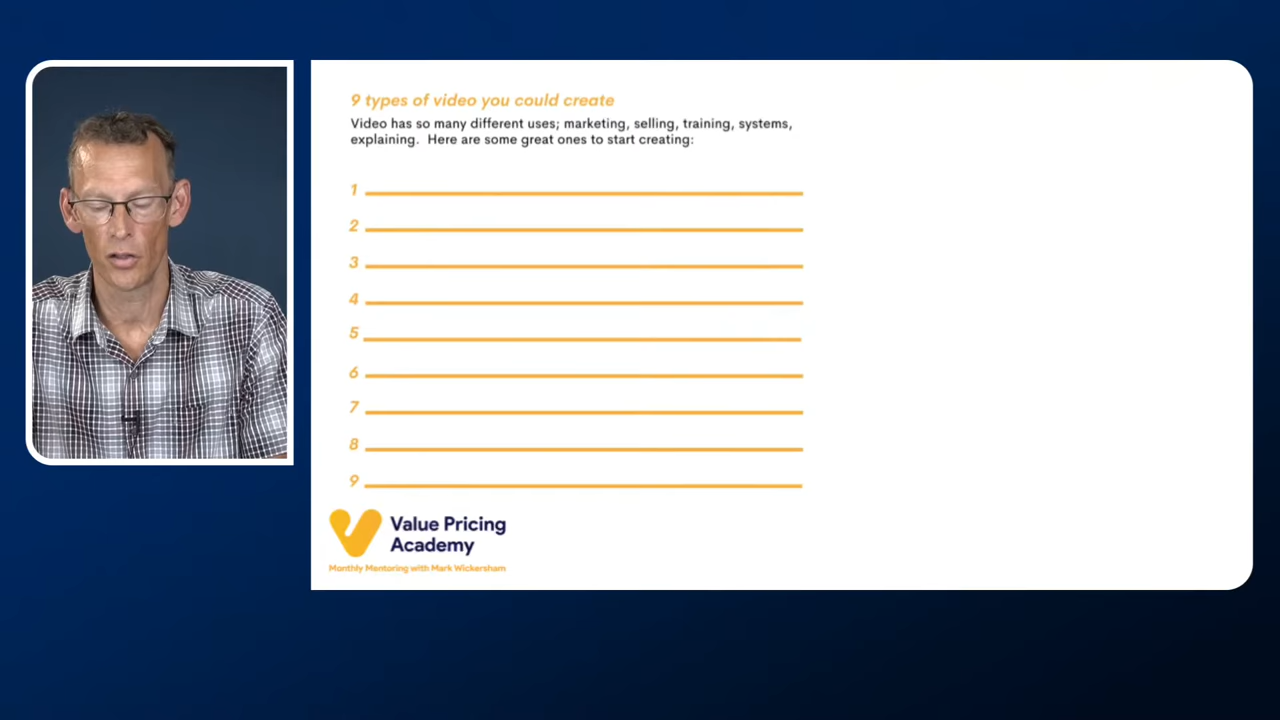 9 types of video you could create
Video has so many different uses; marketing, selling, training, systems,
explaining.  Here are some great ones to start creating:
1
2
3
4
5
6
7
8
9
Value Pricing
Academy
Monthly Mentoring with Mark Wickersham